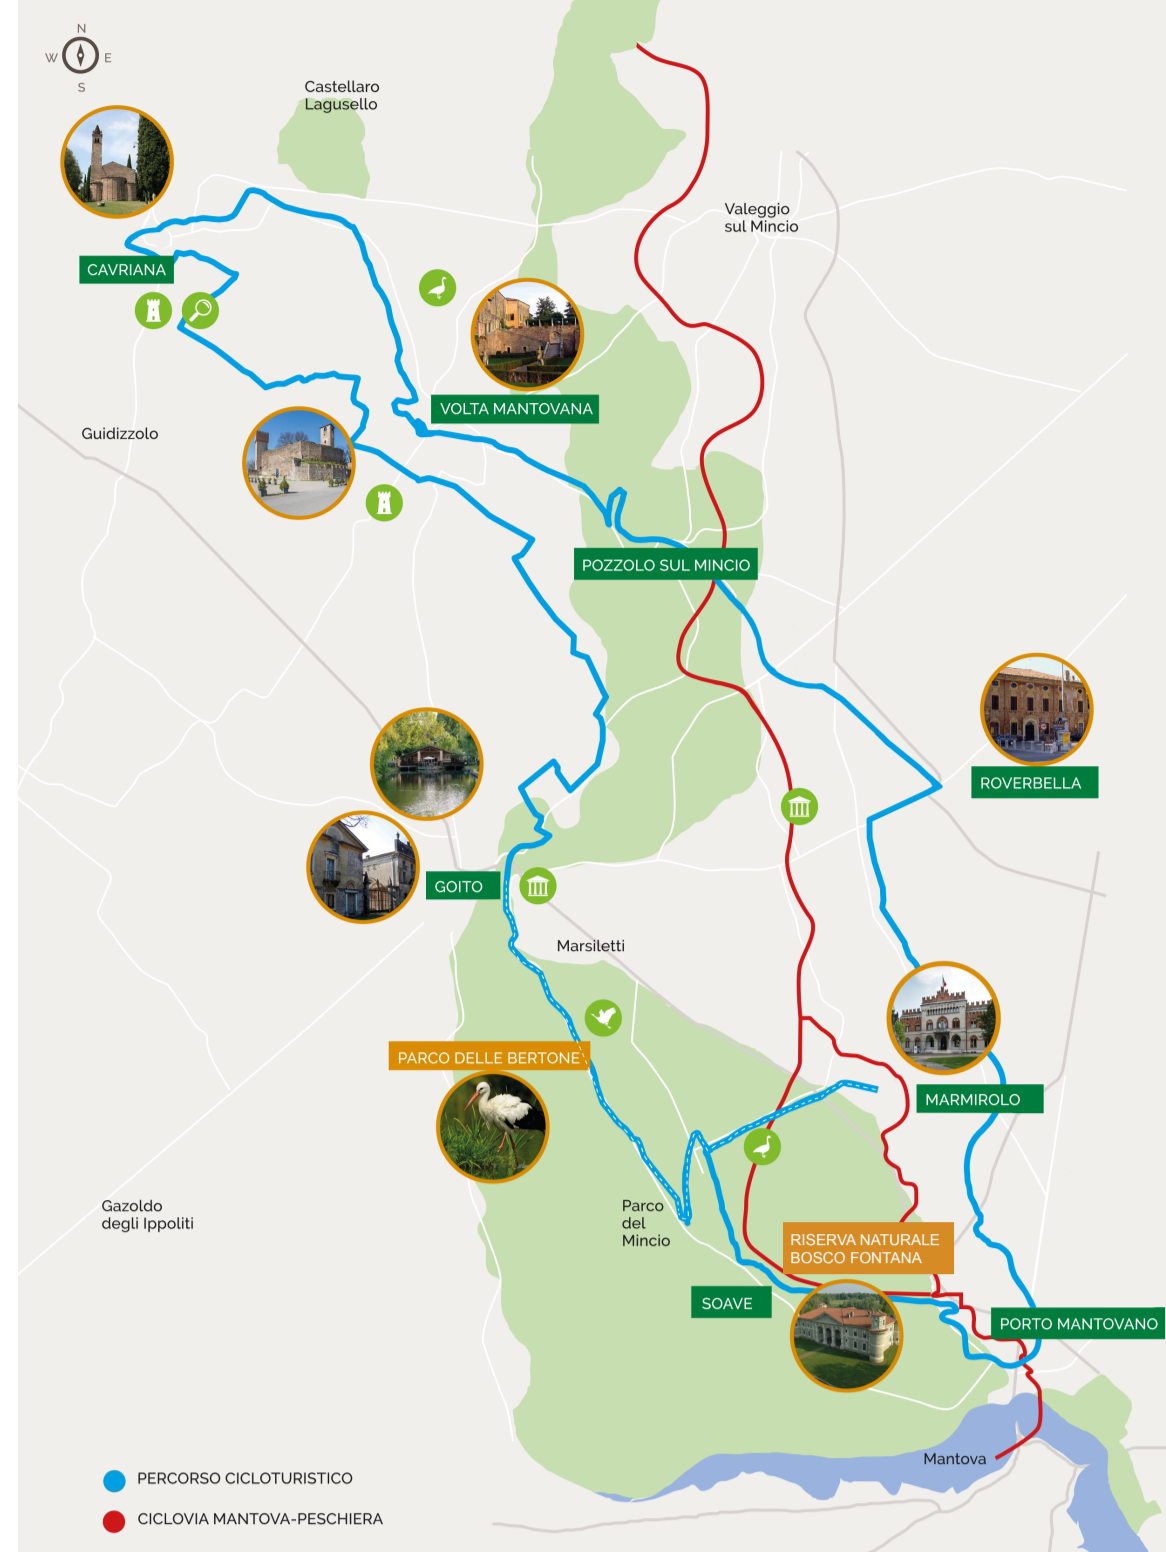 N
W E
S
Castellaro
Lagusello
Valeggio
sul Mincio
CAVRIANA
VOLTA MANTOVANA
Guidizzolo
POZZOLO SUL MINCIO
ROVERBELLA
GOITO
Marsiletti
PARCO DELLE BERTONE
MARMIROLO
Gazoldo
degli Ippoliti
Parco
del
Mincio
RISERVA NATURALE
BOSCO FONTANA
SOAVE
PORTO MANTOVANO
Mantova
PERCORSO CICLOTURISTICO
CICLOVIA MANTOVA-PESCHIERA